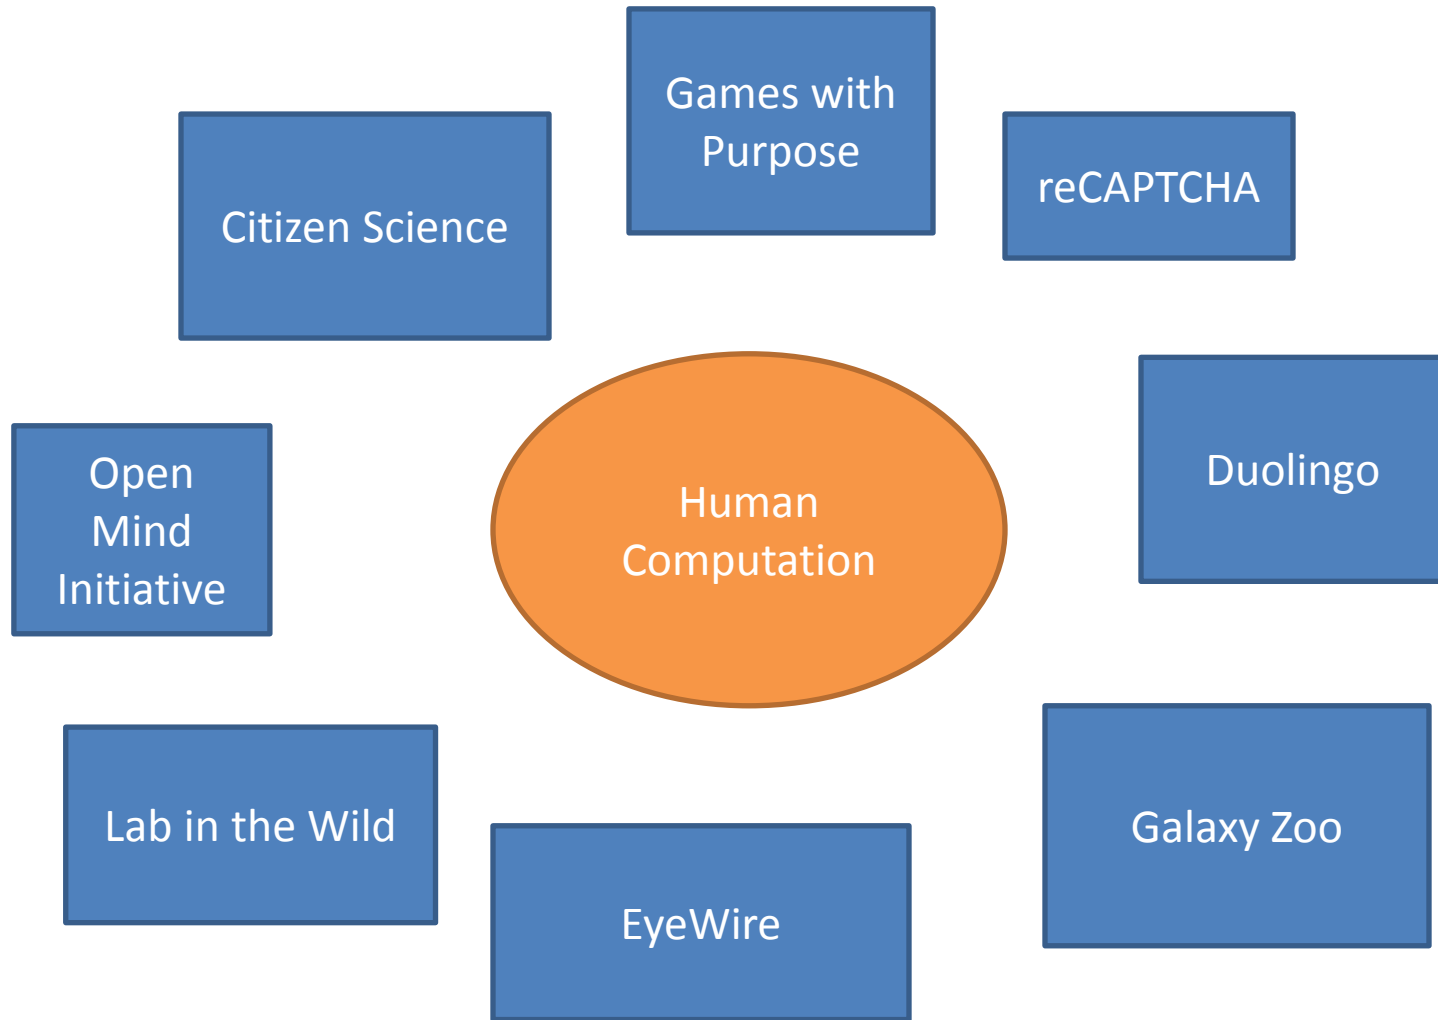 Games with
Purpose
reCAPTCHA
Citizen Science
Duolingo
Open
Mind
Initiative
Human
Computation
Lab in the Wild
Galaxy Zoo
EyeWire